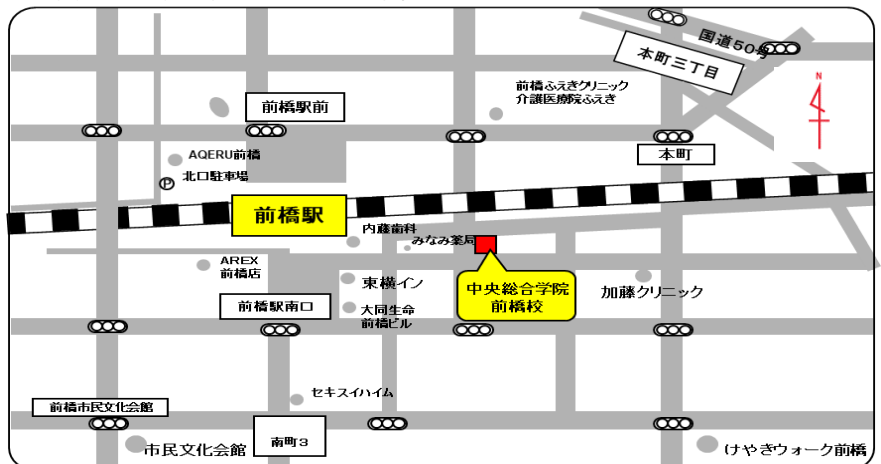 国道50号
本町三丁目
N
前橋ふえきクリニック
介護医療院ふえき
前橋駅前
本町
AQERU前橋
P
北口駐車場
前橋駅
内藤歯科
みなみ薬局
AREX
前橋店
東横イン
中央総合学院
前橋校
加藤クリニック
前橋駅南口
大同生命
前橋ビル
セキスイハイム
前橋市民文化会館
市民文化会館
南町3
けやきウォーク前橋